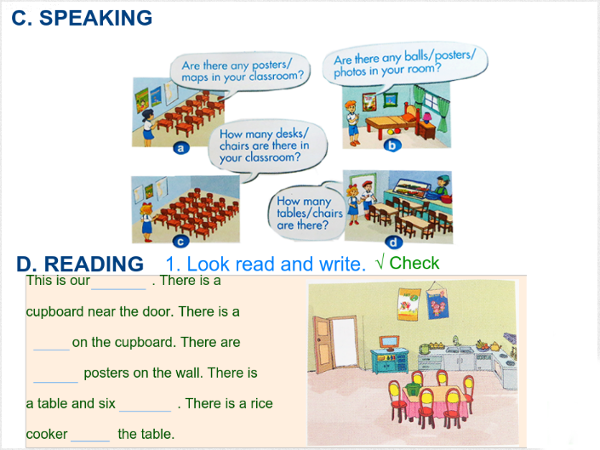 C. SPEAKING
Are there any posters/
maps in your classroom?
Are there any balls/posters/
photos in your room?
a
b
How many desks/
chairs are there in
your classroom?
How many
tables/chairs
are there?
c
d
D. READING 1. Look read and write. √ Check
This is our ______ . There is a
cupboard near the door. There is a
____ on the cupboard. There are
_____ posters on the wall. There is
a table and six ______ . There is a rice
cooker ____ the table.